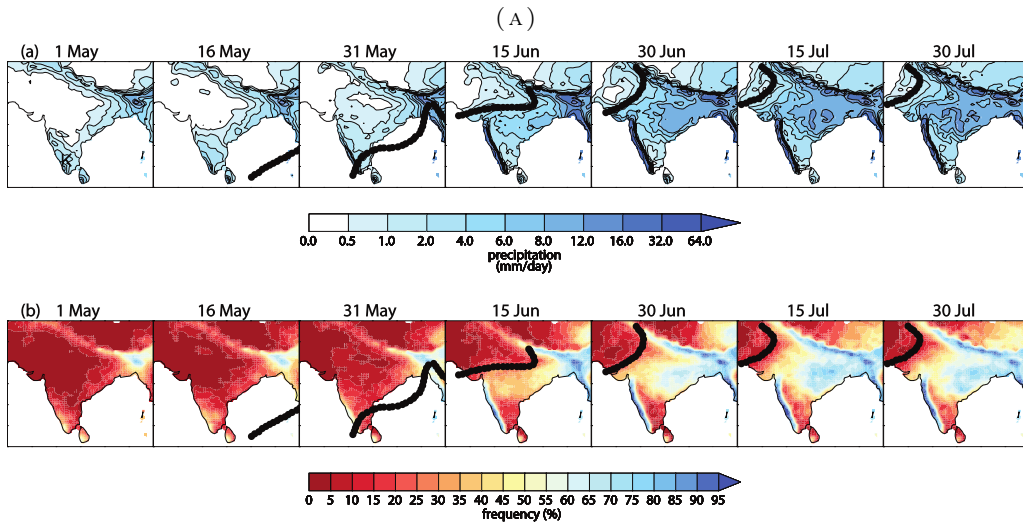 (A)
(a) 1 May 16 May 31 May 15 Jun 30 Jun 15 Jul 30 Jul
0.0 0.5 1.0 2.0 4.0 6.0 8.0 12.0 16.0 32.0 64.0
precipitation
(mm/day)
(b) 1 May 16 May 31 May 15 Jun 30 Jun 15 Jul 30 Jul
0 5 10 15 20 25 30 35 40 45 50 55 60 65 70 75 80 85 90 95
frequency (%)